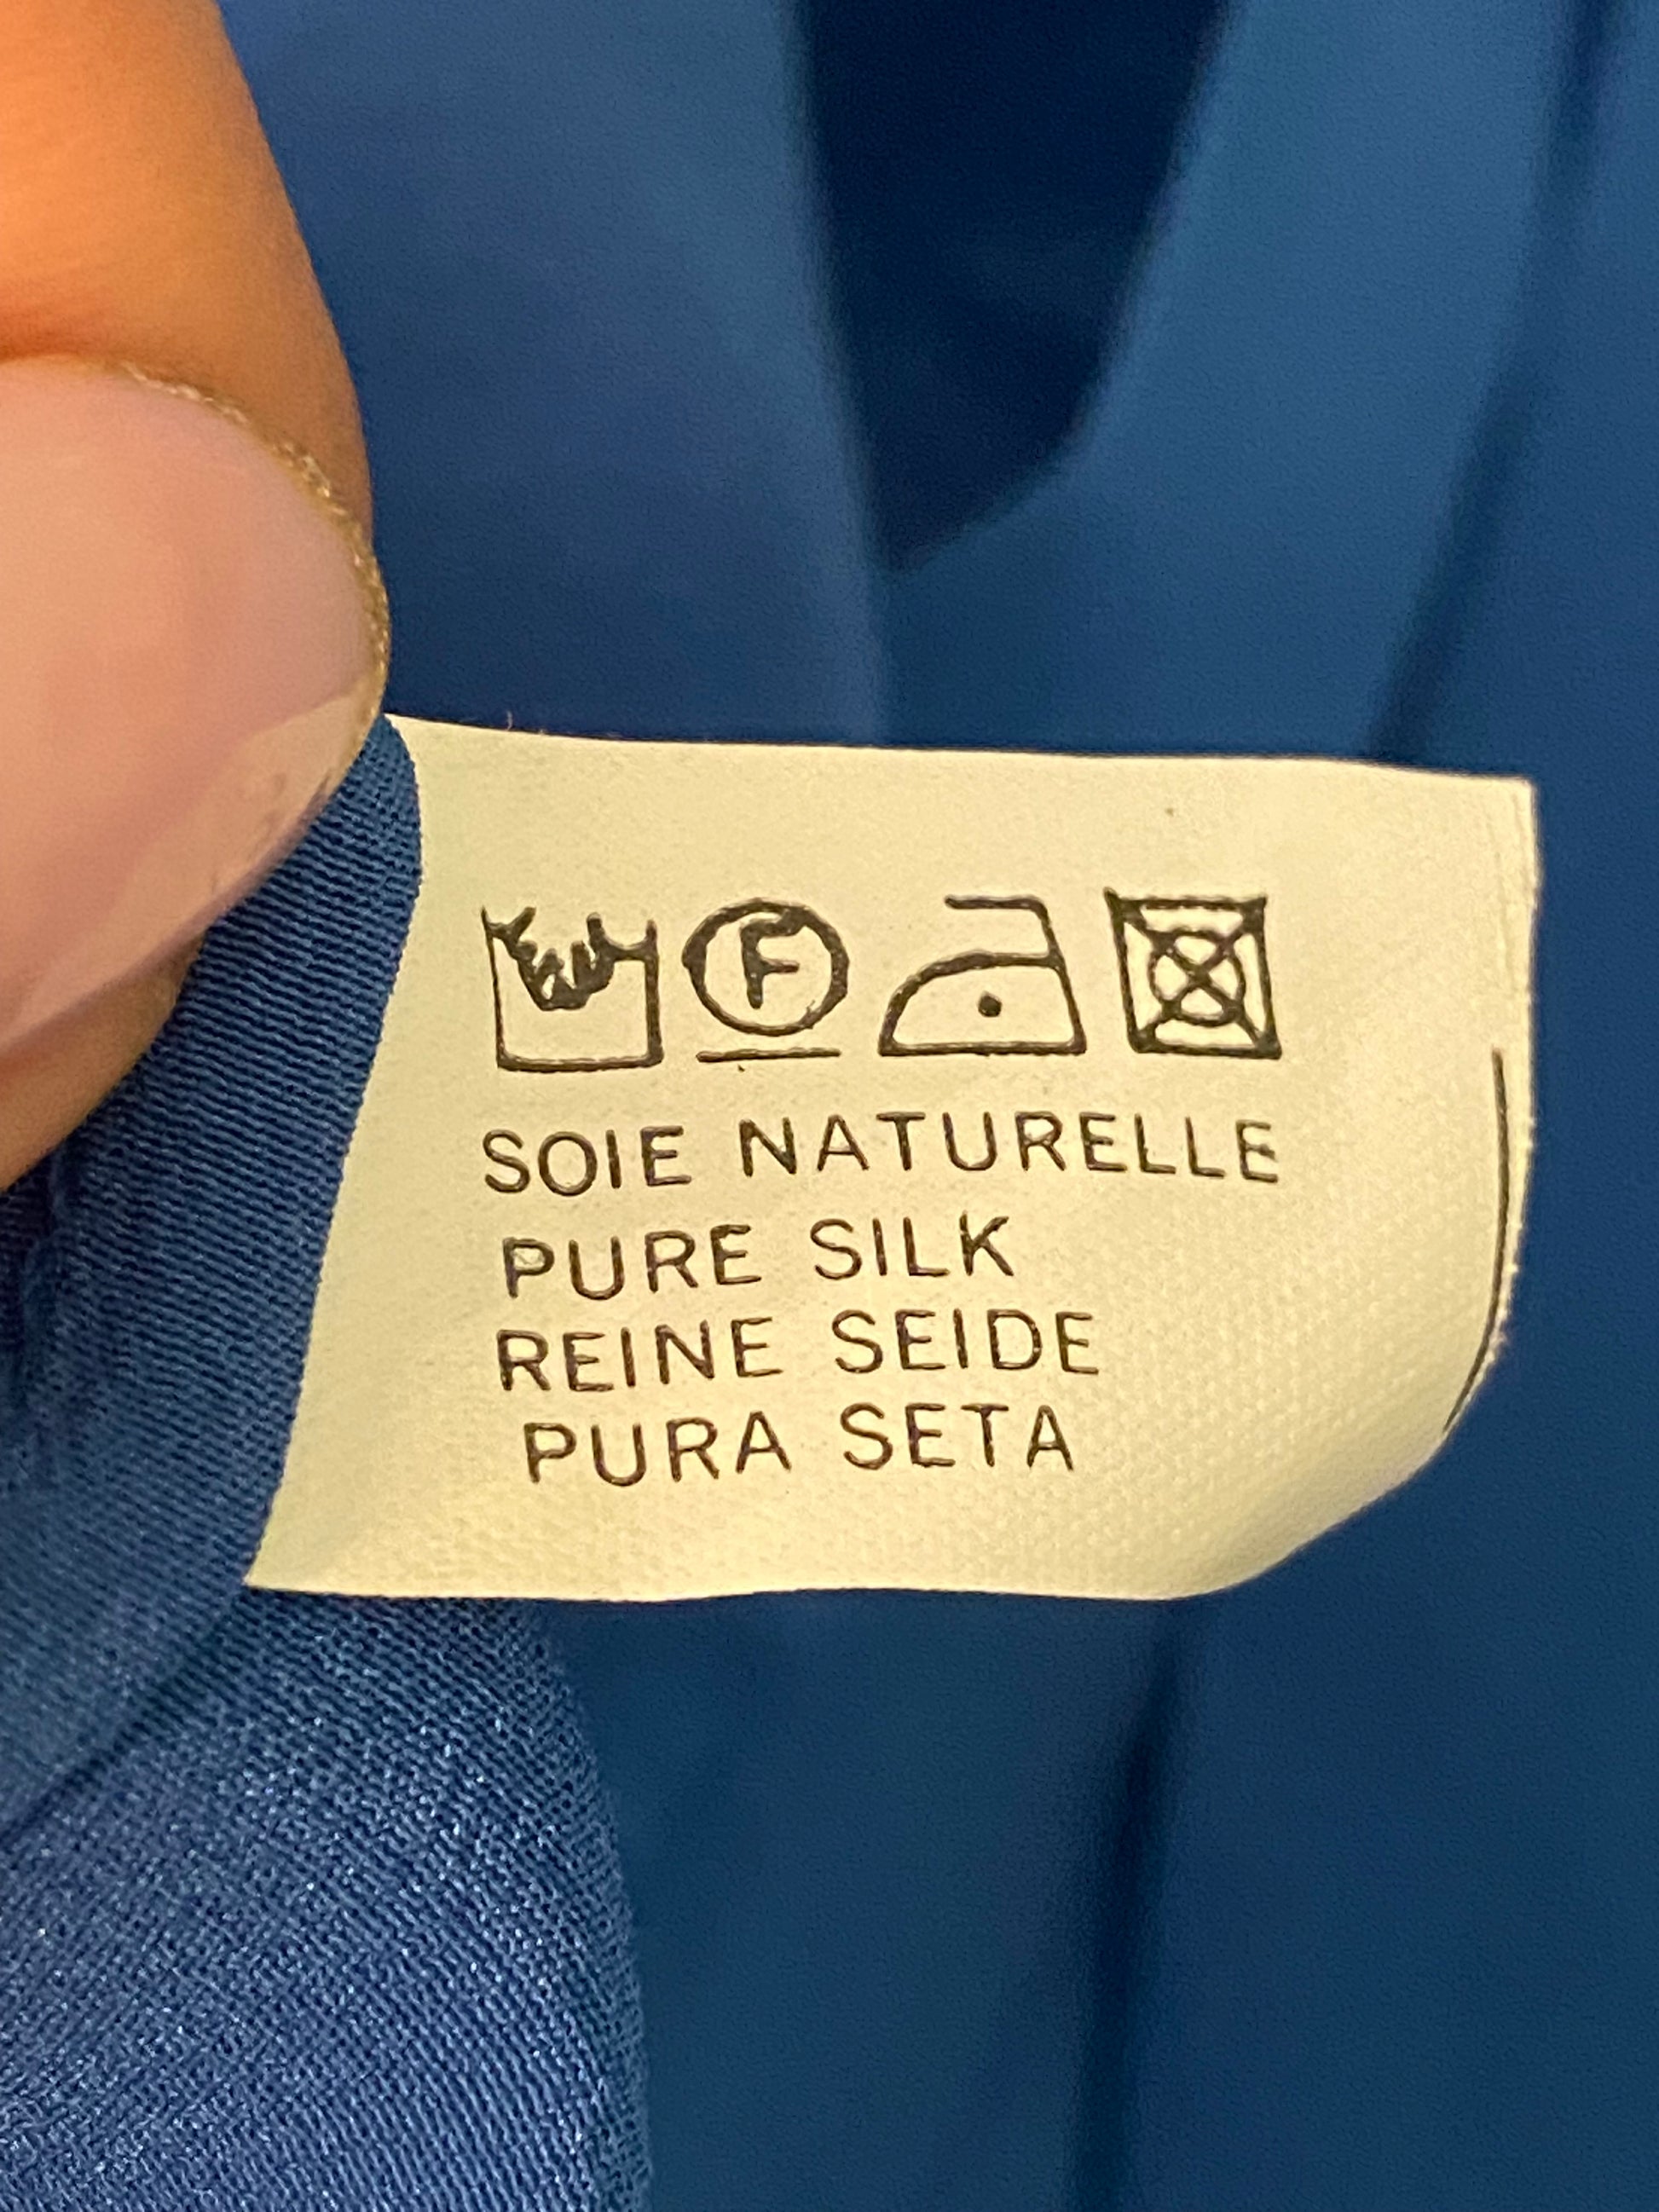 F
SOIE NATURELLE
PURE SILK
REINE SEIDE
PURA SETA